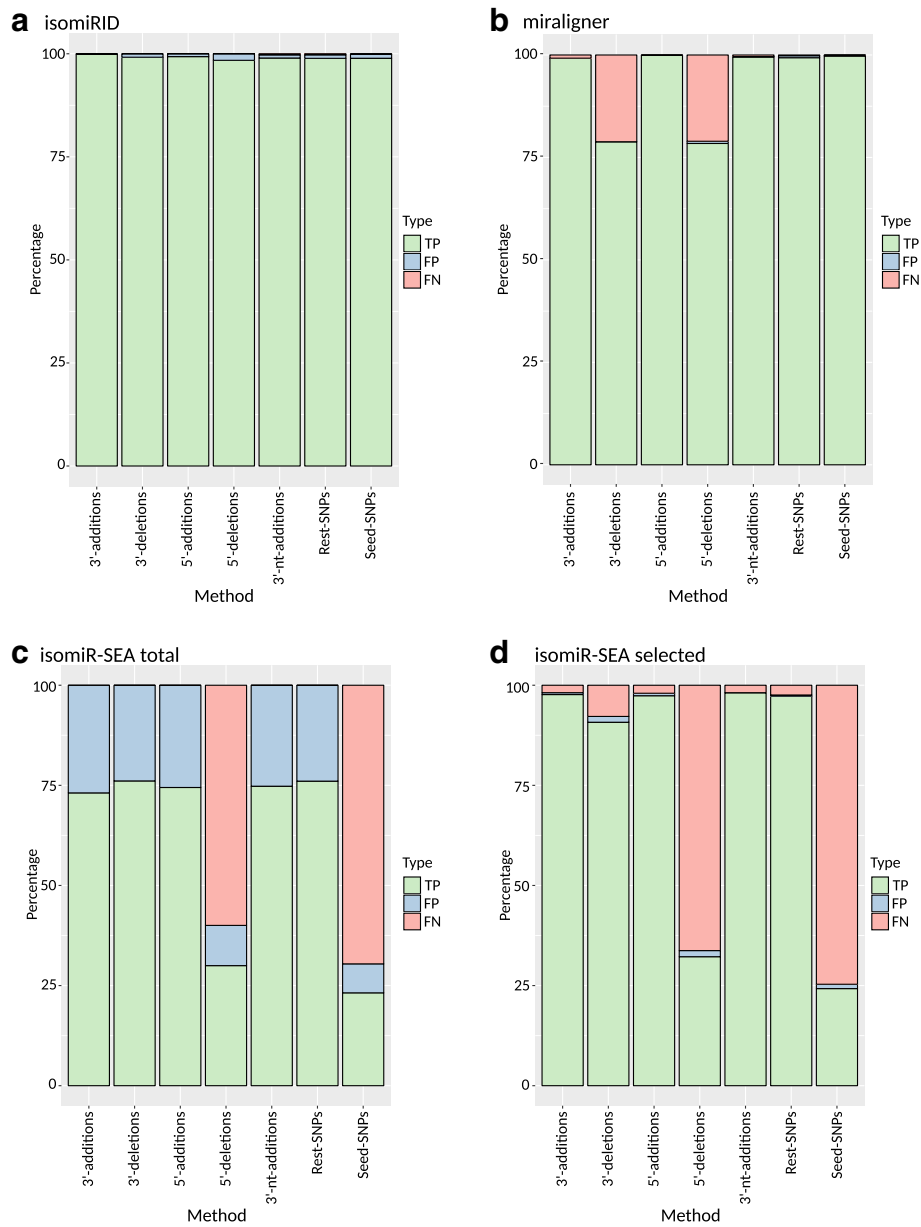 a isomiRID
100
75
50
25
0
Percentage
3'-additions
3'-deletions
5'-additions
5'-deletions
3'-nt-additions
Rest-SNPs
Seed-SNPs
Method
Type
TP
FP
FN
b miraligner
100
75
50
25
0
Percentage
3'-additions
3'-deletions
5'-additions
5'-deletions
3'-nt-additions
Rest-SNPs
Seed-SNPs
Method
Type
TP
FP
FN
c isomiR-SEA total
100
75
50
25
0
Percentage
3'-additions
3'-deletions
5'-additions
5'-deletions
3'-nt-additions
Rest-SNPs
Seed-SNPs
Method
Type
TP
FP
FN
d isomiR-SEA selected
100
75
50
25
0
Percentage
3'-additions
3'-deletions
5'-additions
5'-deletions
3'-nt-additions
Rest-SNPs
Seed-SNPs
Method
Type
TP
FP
FN